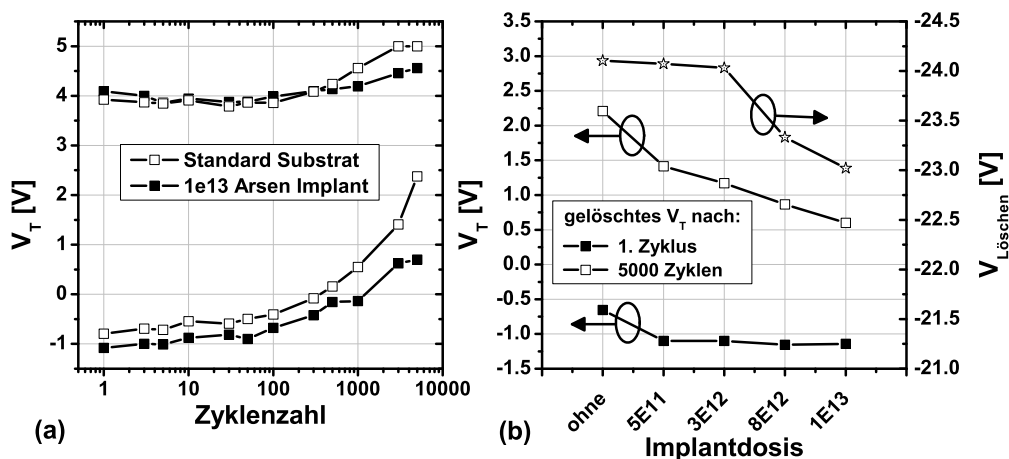 5
4
3
2
1
0
-1
V_T [V]
Standard Substrat
1e13 Arsen Implant
1 10 100 1000 10000
Zyklenzahl
(a)
3.5
3.0
2.5
2.0
1.5
1.0
0.5
0.0
-0.5
-1.0
-1.5
V_T [V]
gelöschtes V_T nach:
1. Zyklus
5000 Zyklen
-24.5
-24.0
-23.5
-23.0
-22.5
-22.0
-21.5
-21.0
V_Löschen [V]
ohne 5E11 3E12 8E12 1E13
Implantdosis
(b)